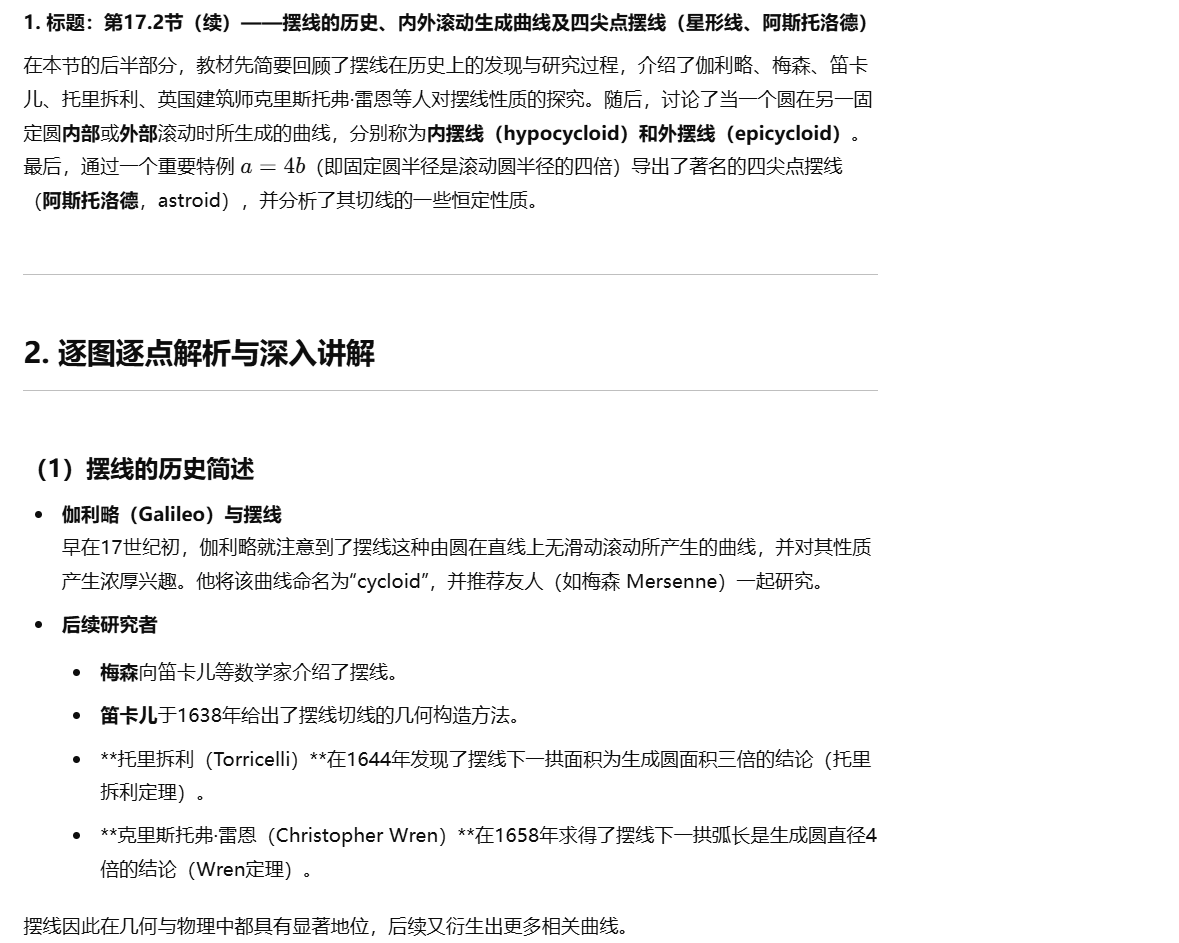 1. 标题：第17.2节（续）——摆线的历史、内外滚动生成曲线及四尖点摆线（星形线、阿斯托洛德）
在本节的后半部分，教材先简要回顾了摆线在历史上的发现与研究过程，介绍了伽利略、梅森、笛卡
儿、托里拆利、英国建筑师克里斯托弗·雷恩等人对摆线性质的探究。随后，讨论了当一个圆在另一固
定圆内部或外部滚动时所生成的曲线，分别称为内摆线（hypocycloid）和外摆线（epicycloid）。
最后，通过一个重要特例 a = 4b（即固定圆半径是滚动圆半径的四倍）导出了著名的四尖点摆线
（阿斯托洛德，astroid），并分析了其切线的一些恒定性质。
2. 逐图逐点解析与深入讲解
（1）摆线的历史简述
• 伽利略（Galileo）与摆线
早在17世纪初，伽利略就注意到了摆线这种由圆在直线上无滑动滚动所产生的曲线，并对其性质
产生浓厚兴趣。他将该曲线命名为“cycloid”，并推荐友人（如梅森 Mersenne）一起研究。
• 后续研究者
• 梅森向笛卡儿等数学家介绍了摆线。
• 笛卡儿于1638年给出了摆线切线的几何构造方法。
• **托里拆利（Torricelli）**在1644年发现了摆线下一拱面积为生成圆面积三倍的结论（托里
拆利定理）。
• **克里斯托弗·雷恩（Christopher Wren）**在1658年求得了摆线下一拱弧长是生成圆直径4
倍的结论（Wren定理）。
摆线因此在几何与物理中都具有显著地位，后续又衍生出更多相关曲线。